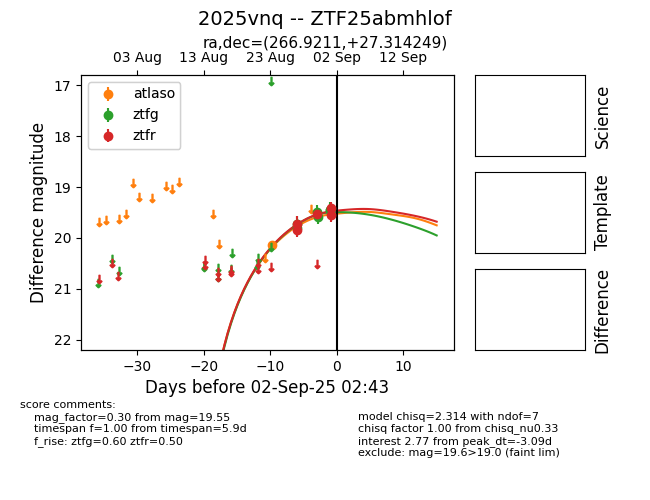 2025vnq -- ZTF25abmhlof
ra,dec=(266.9211,+27.314249)
03 Aug 13 Aug 23 Aug 02 Sep 12 Sep
atlaso
ztfg
ztfr
17
18
19
20
21
22
Difference magnitude
−30 −20 −10 0 10
Days before 02-Sep-25 02:43
Science
Template
Difference
score comments:
mag_factor=0.30 from mag=19.55
timespan f=1.00 from timespan=5.9d
f_rise: ztfg=0.60 ztfr=0.50
model chisq=2.314 with ndof=7
chisq factor 1.00 from chisq_nu0.33
interest 2.77 from peak_dt=-3.09d
exclude: mag=19.6>19.0 (faint lim)